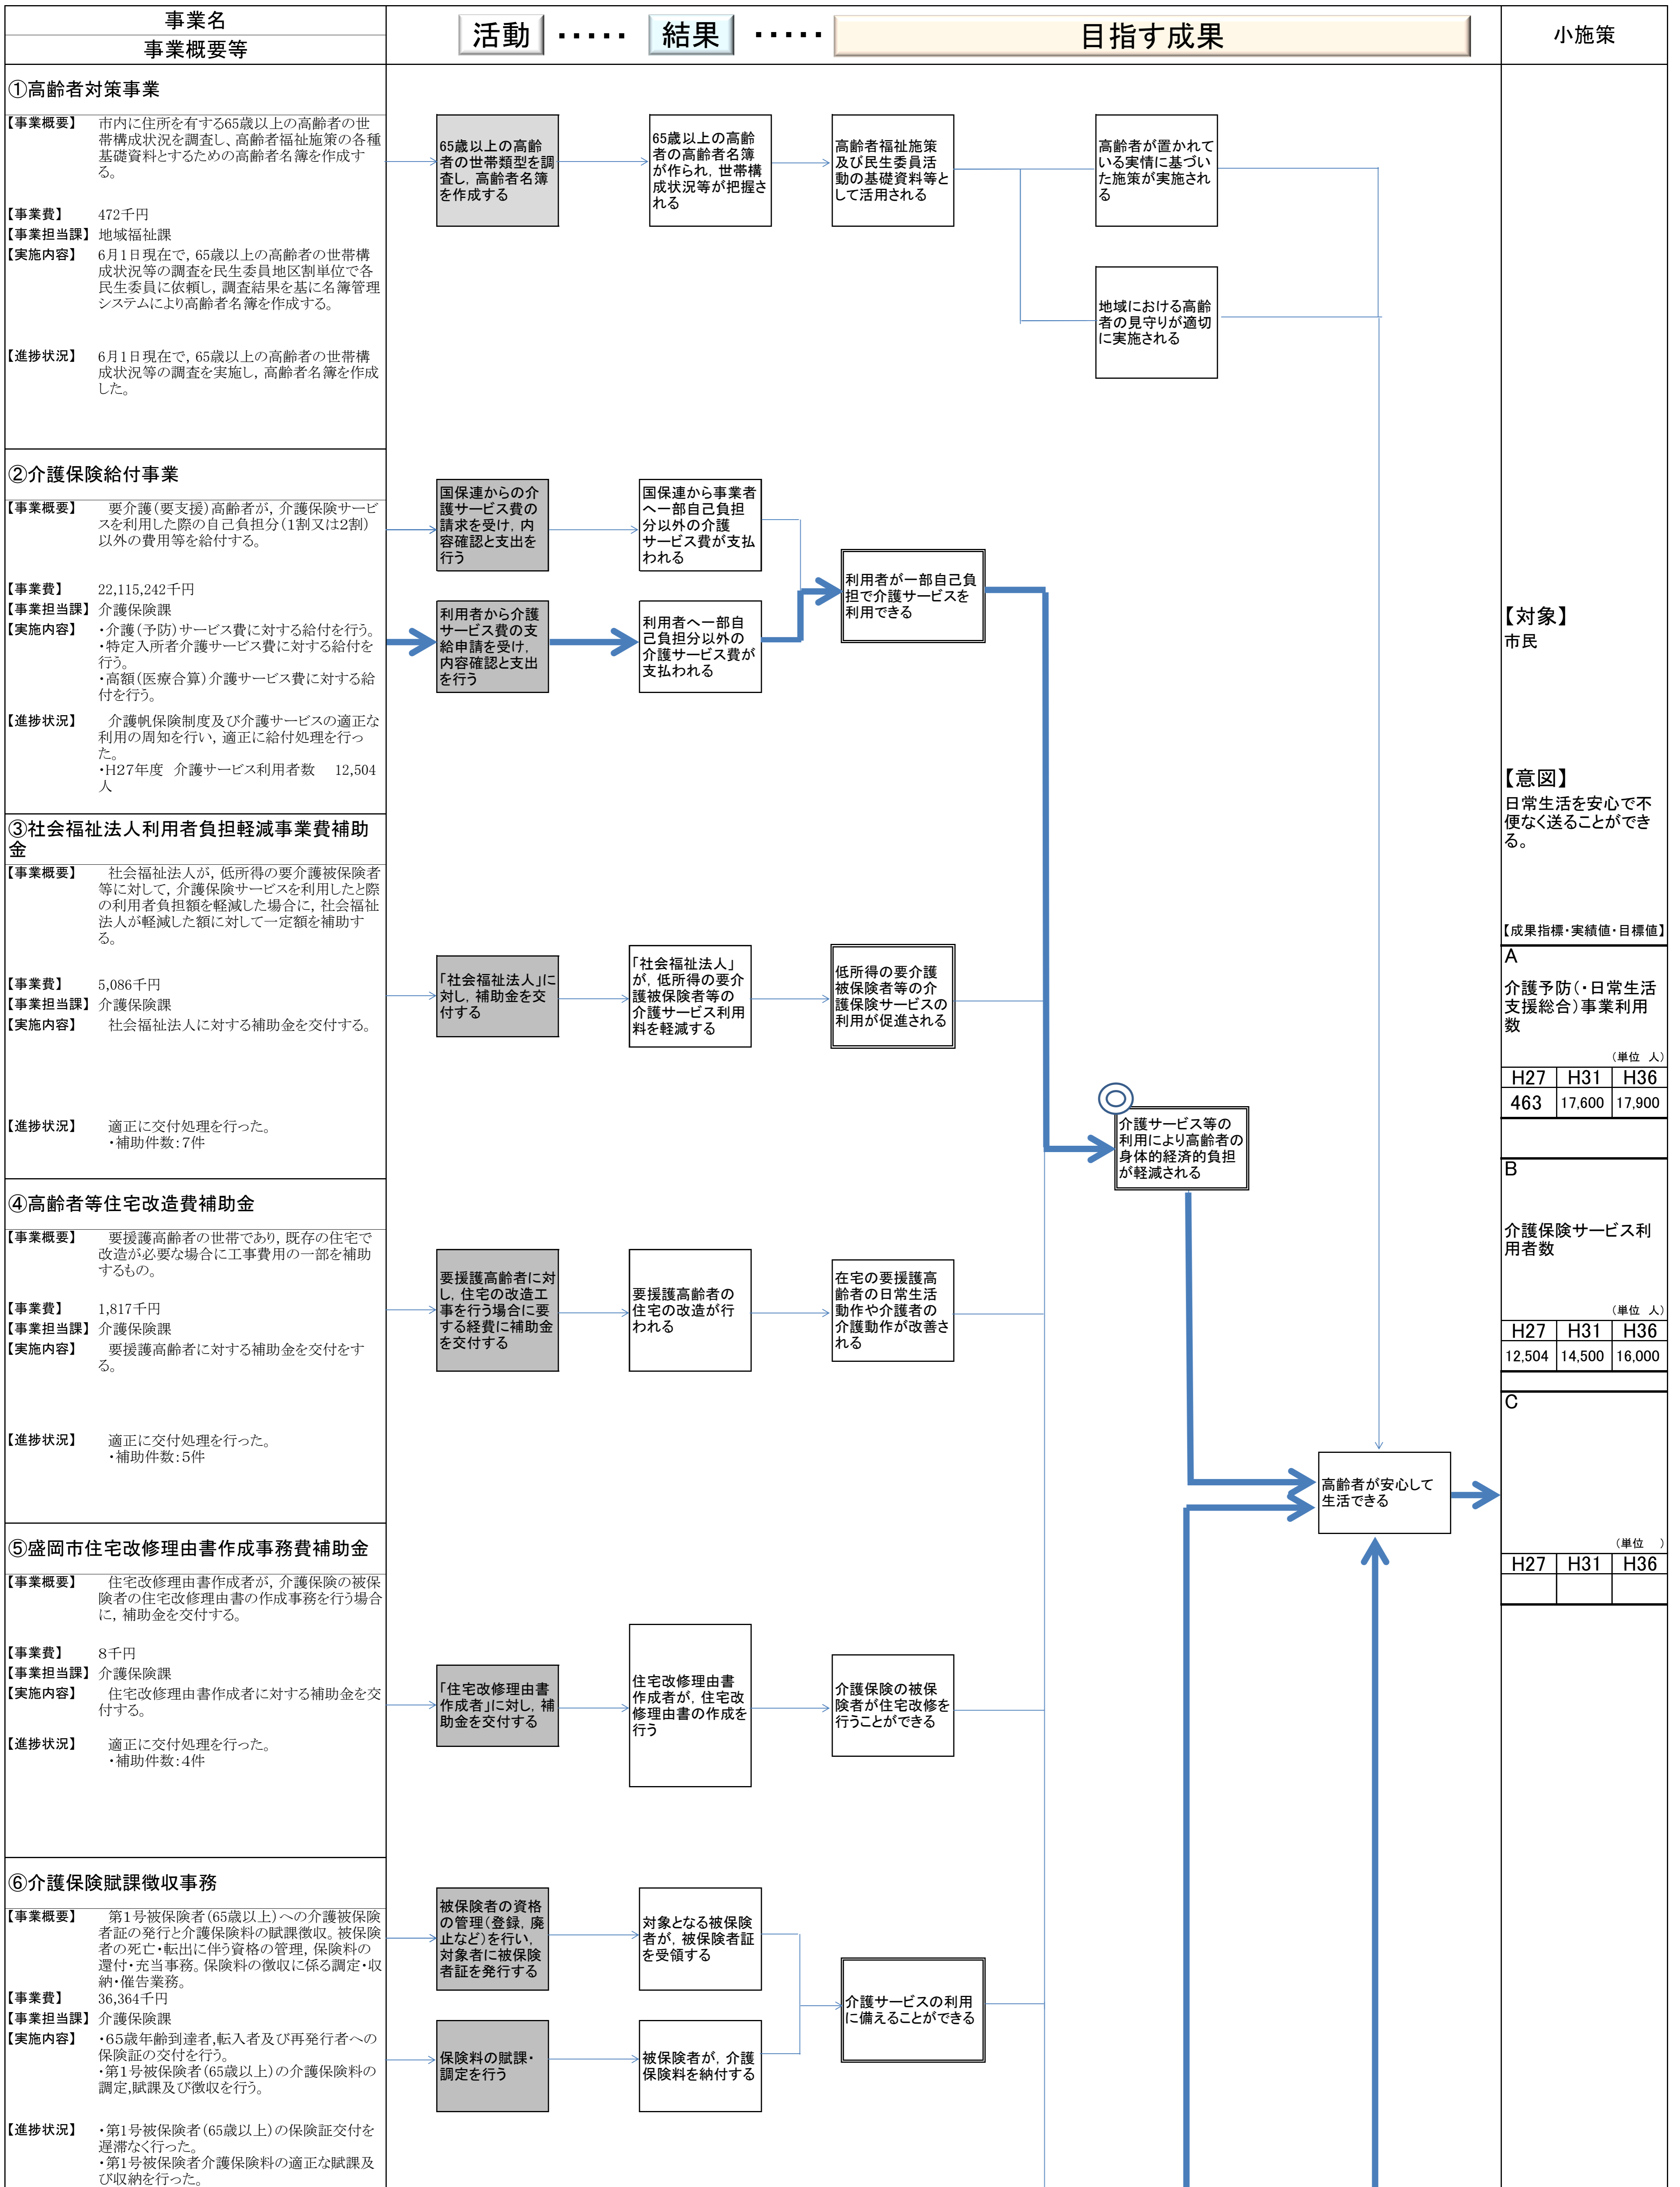 事業名
事業概要等
活動 ・・・・・ 結果 ・・・・・ 目指す成果
小施策
①高齢者対策事業
【事業概要】 市内に住所を有する65歳以上の高齢者の世
帯構成状況を調査し、高齢者福祉施策の各種
基礎資料とするための高齢者名簿を作成す
る。
【事業費】 472千円
【事業担当課】 地域福祉課
【実施内容】 6月1日現在で，65歳以上の高齢者の世帯構
成状況等の調査を民生委員地区割単位で各
民生委員に依頼し，調査結果を基に名簿管理
システムにより高齢者名簿を作成する。
【進捗状況】 6月1日現在で，65歳以上の高齢者の世帯構
成状況等の調査を実施し，高齢者名簿を作成
した。
65歳以上の高齢
者の世帯類型を調
査し，高齢者名簿
を作成する
65歳以上の高齢
者の高齢者名簿
が作られ，世帯構
成状況等が把握さ
れる
高齢者福祉施策
及び民生委員活
動の基礎資料等と
して活用される
高齢者が置かれて
いる実情に基づい
た施策が実施され
る
地域における高齢
者の見守りが適切
に実施される
②介護保険給付事業
【事業概要】 要介護（要支援）高齢者が，介護保険サービ
スを利用した際の自己負担分（1割又は2割）
以外の費用等を給付する。
【事業費】 22,115,242千円
【事業担当課】 介護保険課
【実施内容】 ・介護（予防）サービス費に対する給付を行う。
・特定入所者介護サービス費に対する給付を
行う。
・高額（医療合算）介護サービス費に対する給
付を行う。
【進捗状況】 介護帆保険制度及び介護サービスの適正な
利用の周知を行い，適正に給付処理を行っ
た。
・H27年度 介護サービス利用者数 12,504
人
国保連からの介
護サービス費の
請求を受け，内
容確認と支出を
行う
国保連から事業者
へ一部自己負担
分以外の介護
サービス費が支払
われる
利用者から介護
サービス費の支
給申請を受け，
内容確認と支出
を行う
利用者へ一部自
己負担分以外の
介護サービス費が
支払われる
利用者が一部自己負
担で介護サービスを
利用できる
③社会福祉法人利用者負担軽減事業費補助
金
【事業概要】 社会福祉法人が，低所得の要介護被保険者
等に対して，介護保険サービスを利用したと際
の利用者負担額を軽減した場合に，社会福祉
法人が軽減した額に対して一定額を補助す
る。
【事業費】 5,086千円
【事業担当課】 介護保険課
【実施内容】 社会福祉法人に対する補助金を交付する。
【進捗状況】 適正に交付処理を行った。
・補助件数：7件
「社会福祉法人」に
対し，補助金を交
付する
「社会福祉法人」
が，低所得の要介
護被保険者等の
介護サービス利用
料を軽減する
低所得の要介護
被保険者等の介
護保険サービスの
利用が促進される
◎
介護サービス等の
利用により高齢者の
身体的経済的負担
が軽減される
④高齢者等住宅改造費補助金
【事業概要】 要援護高齢者の世帯であり，既存の住宅で
改造が必要な場合に工事費用の一部を補助
するもの。
【事業費】 1,817千円
【事業担当課】 介護保険課
【実施内容】 要援護高齢者に対する補助金を交付をす
る。
【進捗状況】 適正に交付処理を行った。
・補助件数：5件
要援護高齢者に対
し，住宅の改造工
事を行う場合に要
する経費に補助金
を交付する
要援護高齢者の
住宅の改造が行
われる
在宅の要援護高
齢者の日常生活
動作や介護者の
介護動作が改善さ
れる
高齢者が安心して
生活できる
⑤盛岡市住宅改修理由書作成事務費補助金
【事業概要】 住宅改修理由書作成者が，介護保険の被保
険者の住宅改修理由書の作成事務を行う場合
に，補助金を交付する。
【事業費】 8千円
【事業担当課】 介護保険課
【実施内容】 住宅改修理由書作成者に対する補助金を交
付する。
【進捗状況】 適正に交付処理を行った。
・補助件数：4件
「住宅改修理由書
作成者」に対し，補
助金を交付する
住宅改修理由書
作成者が，住宅改
修理由書の作成を
行う
介護保険の被保
険者が住宅改修を
行うことができる
⑥介護保険賦課徴収事務
【事業概要】 第1号被保険者（65歳以上）への介護被保険
者証の発行と介護保険料の賦課徴収。被保険
者の死亡・転出に伴う資格の管理，保険料の
還付・充当事務。保険料の徴収に係る調定・収
納・催告業務。
【事業費】 36,364千円
【事業担当課】 介護保険課
【実施内容】 ・65歳年齢到達者,転入者及び再発行者への
保険証の交付を行う。
・第1号被保険者（65歳以上）の介護保険料の
調定,賦課及び徴収を行う。
【進捗状況】 ・第1号被保険者（65歳以上）の保険証交付を
遅滞なく行った。
・第1号被保険者介護保険料の適正な賦課及
び収納を行った。
被保険者の資格
の管理（登録，廃
止など）を行い，
対象者に被保険
者証を発行する
対象となる被保険
者が，被保険者証
を受領する
保険料の賦課・
調定を行う
被保険者が，介護
保険料を納付する
介護サービスの利用
に備えることができる
【対象】
市民
【意図】
日常生活を安心で不
便なく送ることができ
る。
【成果指標・実績値・目標値】
A
介護予防（・日常生活
支援総合）事業利用
数
（単位 人）
H27 H31 H36
463 17,600 17,900
B
介護保険サービス利
用者数
（単位 人）
H27 H31 H36
12,504 14,500 16,000
C
（単位 ）
H27 H31 H36